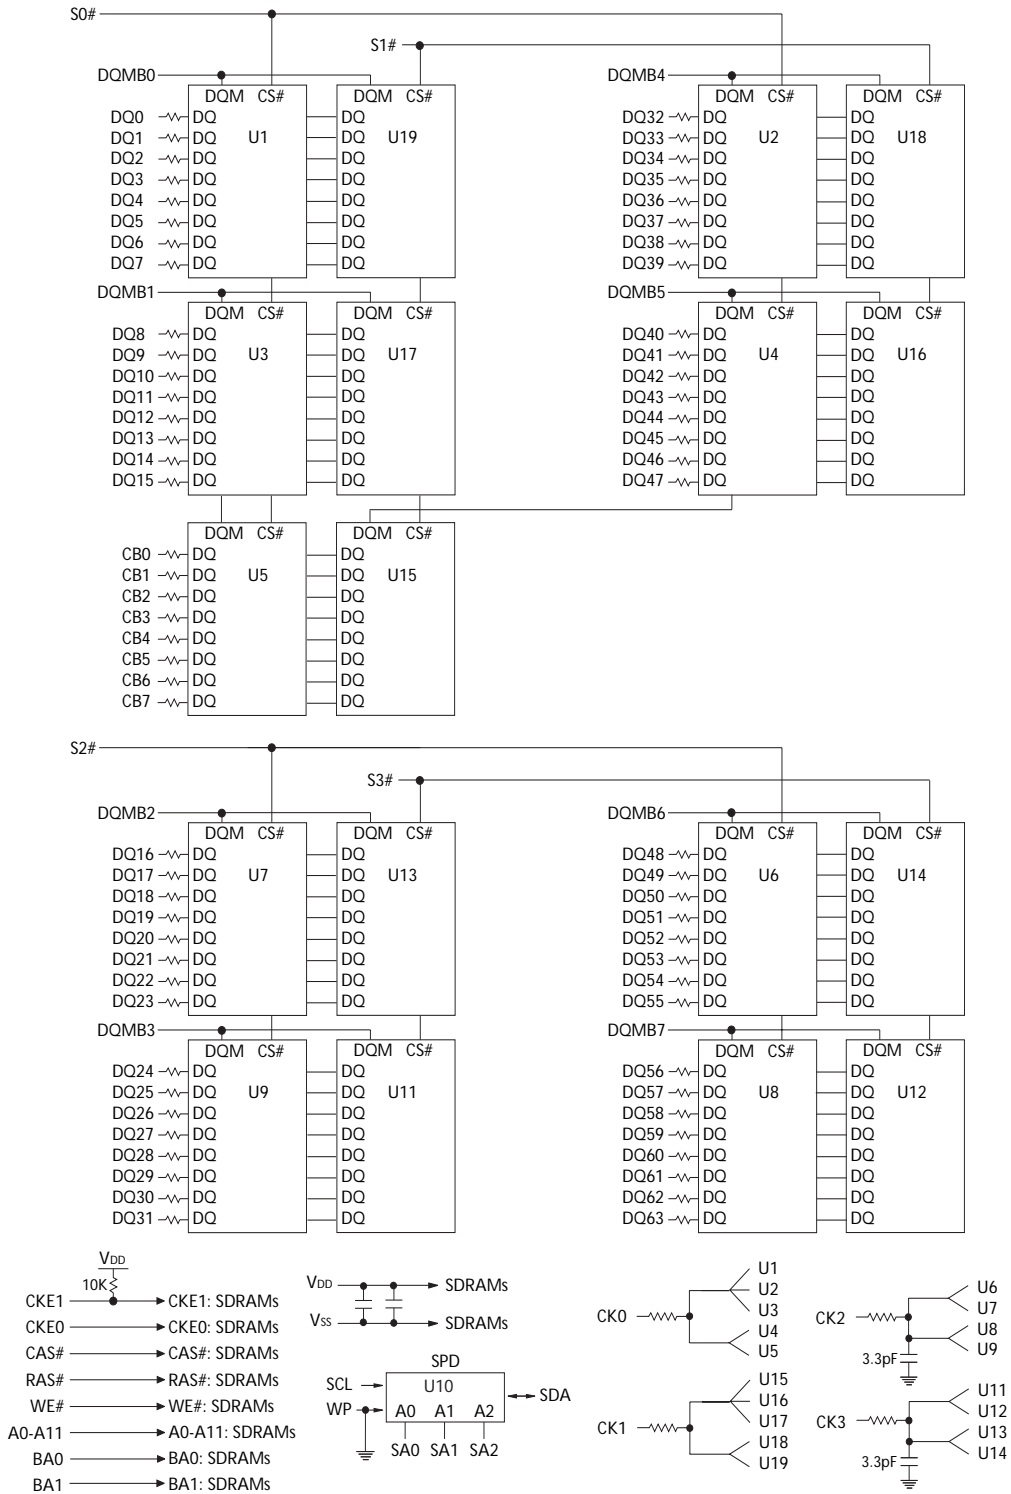 S0#
S1#
DQMB0 DQMB4
DQM CS# DQM CS# DQM CS# DQM CS#
DQ0 DQ DQ DQ32 DQ DQ
DQ1 DQ U1 DQ U19 DQ33 DQ U2 DQ U18
DQ2 DQ DQ DQ34 DQ DQ
DQ3 DQ DQ DQ35 DQ DQ
DQ4 DQ DQ DQ36 DQ DQ
DQ5 DQ DQ DQ37 DQ DQ
DQ6 DQ DQ DQ38 DQ DQ
DQ7 DQ DQ DQ39 DQ DQ
DQMB1 DQMB5
DQM CS# DQM CS# DQM CS# DQM CS#
DQ8 DQ DQ DQ40 DQ DQ
DQ9 DQ U3 DQ U17 DQ41 DQ U4 DQ U16
DQ10 DQ DQ DQ42 DQ DQ
DQ11 DQ DQ DQ43 DQ DQ
DQ12 DQ DQ DQ44 DQ DQ
DQ13 DQ DQ DQ45 DQ DQ
DQ14 DQ DQ DQ46 DQ DQ
DQ15 DQ DQ DQ47 DQ DQ
DQM CS# DQM CS#
CB0 DQ DQ
CB1 DQ U5 DQ U15
CB2 DQ DQ
CB3 DQ DQ
CB4 DQ DQ
CB5 DQ DQ
CB6 DQ DQ
CB7 DQ DQ
S2#
S3#
DQMB2 DQMB6
DQM CS# DQM CS# DQM CS# DQM CS#
DQ16 DQ DQ DQ48 DQ DQ
DQ17 DQ U7 DQ U13 DQ49 DQ U6 DQ U14
DQ18 DQ DQ DQ50 DQ DQ
DQ19 DQ DQ DQ51 DQ DQ
DQ20 DQ DQ DQ52 DQ DQ
DQ21 DQ DQ DQ53 DQ DQ
DQ22 DQ DQ DQ54 DQ DQ
DQ23 DQ DQ DQ55 DQ DQ
DQMB3 DQMB7
DQM CS# DQM CS# DQM CS# DQM CS#
DQ24 DQ DQ DQ56 DQ DQ
DQ25 DQ U9 DQ U11 DQ57 DQ U8 DQ U12
DQ26 DQ DQ DQ58 DQ DQ
DQ27 DQ DQ DQ59 DQ DQ
DQ28 DQ DQ DQ60 DQ DQ
DQ29 DQ DQ DQ61 DQ DQ
DQ30 DQ DQ DQ62 DQ DQ
DQ31 DQ DQ DQ63 DQ DQ
VDD
10K
CKE1 CKE1: SDRAMs
CKE0 CKE0: SDRAMs
CAS# CAS#: SDRAMs
RAS# RAS#: SDRAMs
WE# WE#: SDRAMs
A0-A11 A0-A11: SDRAMs
BA0 BA0: SDRAMs
BA1 BA1: SDRAMs
VDD SDRAMs
VSS SDRAMs
SPD
SCL U10 SDA
WP A0 A1 A2
SA0 SA1 SA2
CK0
U1
U2
U3
U4
U5
CK1
U15
U16
U17
U18
U19
CK2
U6
U7
U8
U9
3.3pF
CK3
U11
U12
U13
U14
3.3pF